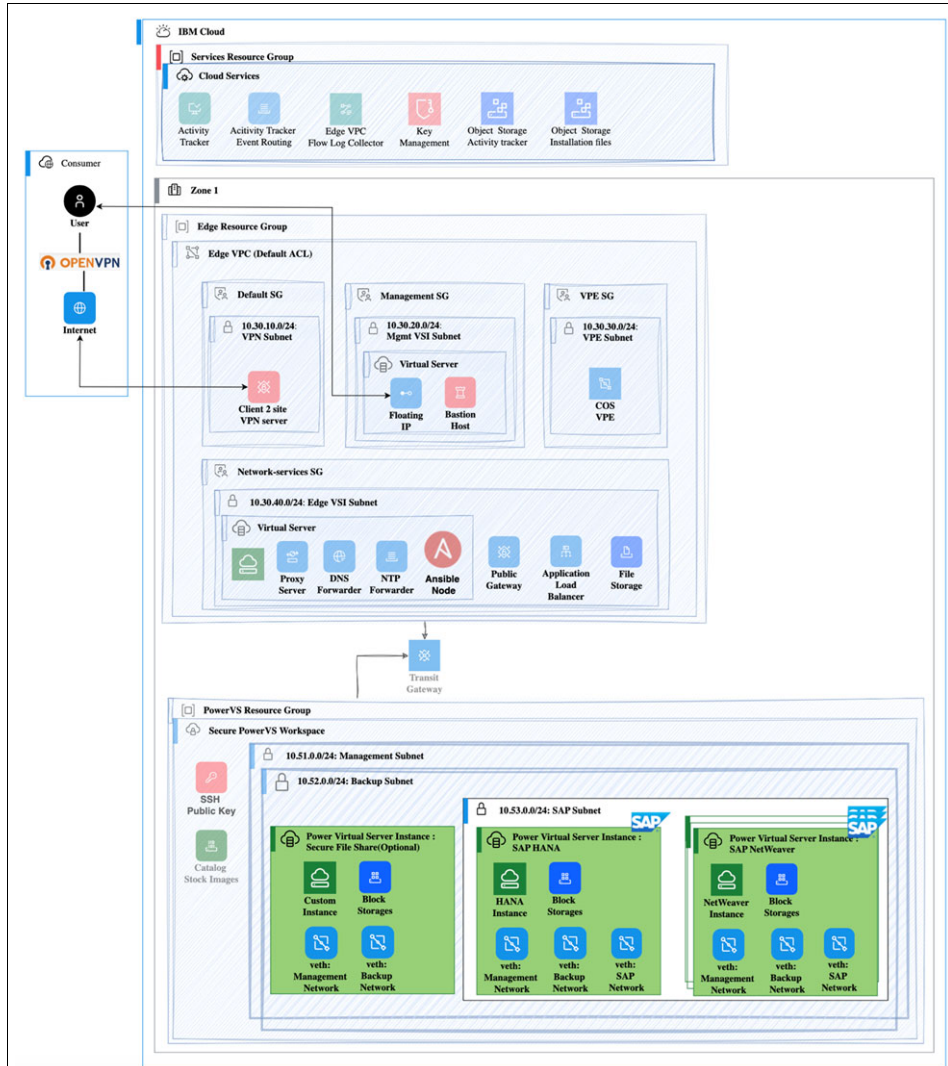 IBM Cloud
Services Resource Group
Cloud Services
Activity
Tracker
Acitivity Tracker
Event Routing
Edge VPC
Flow Log Collector
Key
Management
Object Storage
Activity tracker
Object Storage
Installation files
Consumer
User
OPENVPN
Internet
Zone 1
Edge Resource Group
Edge VPC (Default ACL)
Default SG
10.30.10.0/24:
VPN Subnet
Client 2 site
VPN server
Management SG
10.30.20.0/24:
Mgmt VSI Subnet
Virtual Server
Floating
IP
Bastion
Host
VPE SG
10.30.30.0/24:
VPE Subnet
COS
VPE
Network-services SG
10.30.40.0/24: Edge VSI Subnet
Virtual Server
Proxy
Server
DNS
Forwarder
NTP
Forwarder
Ansible
Node
Public
Gateway
Application
Load
Balancer
File
Storage
Transit
Gateway
PowerVS Resource Group
Secure PowerVS Workspace
SSH
Public Key
Catalog
Stock Images
10.51.0.0/24: Management Subnet
10.52.0.0/24: Backup Subnet
10.53.0.0/24: SAP Subnet
Power Virtual Server Instance :
Secure File Share(Optional)
Custom
Instance
Block
Storages
veth:
Management
Network
veth:
Backup
Network
SAP
Power Virtual Server Instance :
SAP HANA
HANA
Instance
Block
Storages
veth:
Management
Network
veth:
Backup
Network
veth:
SAP
Network
SAP
Power Virtual Server Instance :
SAP NetWeaver
NetWeaver
Instance
Block
Storages
veth:
Management
Network
veth:
Backup
Network
veth:
SAP
Network